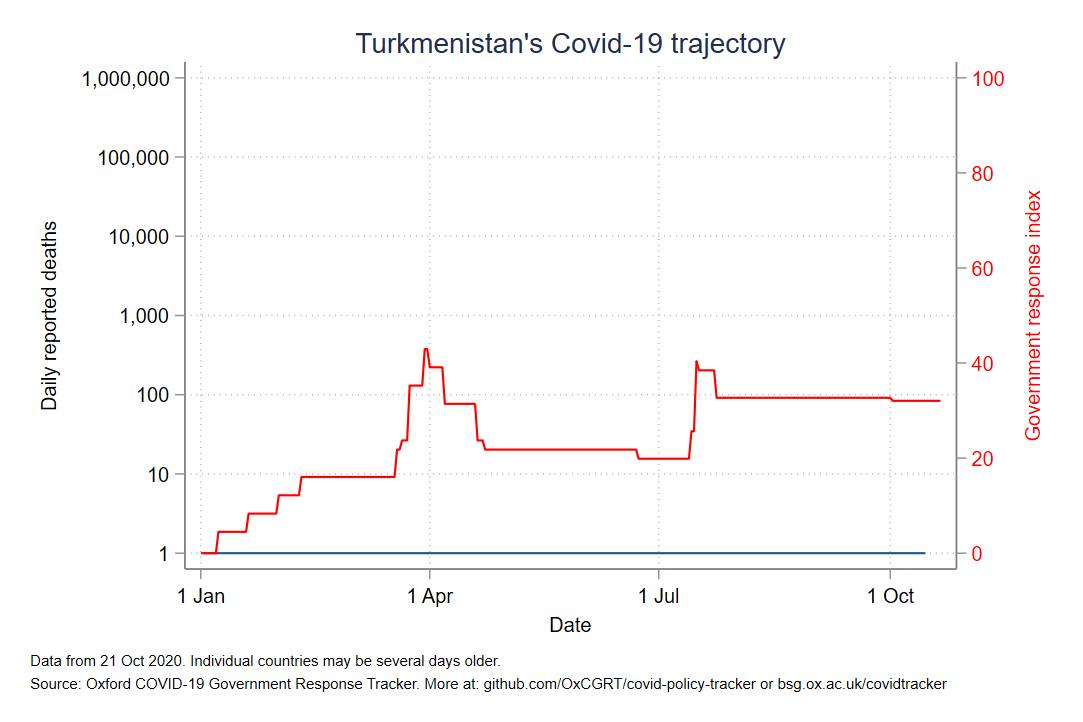 Turkmenistan's Covid-19 trajectory
1,000,000
100,000
10,000
1,000
100
10
1
Daily reported deaths
100
80
60
40
20
0
Government response index
1 Jan
1 Apr
1 Jul
1 Oct
Date
Data from 21 Oct 2020. Individual countries may be several days older.
Source: Oxford COVID-19 Government Response Tracker. More at: github.com/OxCGRT/covid-policy-tracker or bsg.ox.ac.uk/covidtracker